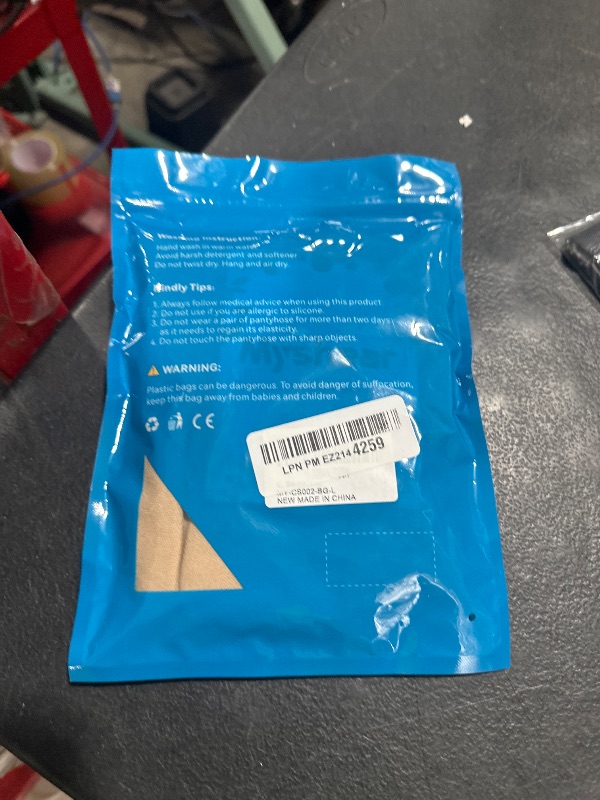 Washing Instruction
Hand wash in warm water
Avoid harsh detergent and softener
Do not twist dry. Hang and air dry.
Kindly Tips:
1. Always follow medical advice when using this product
2. Do not use if you are allergic to silicone.
3. Do not wear a pair of pantyhose for more than two days
as it needs to regain its elasticity.
4. Do not touch the pantyhose with sharp objects.
WARNING:
Plastic bags can be dangerous. To avoid danger of suffocation,
keep this bag away from babies and children.
CE
LPN PM EZ2144259
-CS002-BG-L
NEW MADE IN CHINA